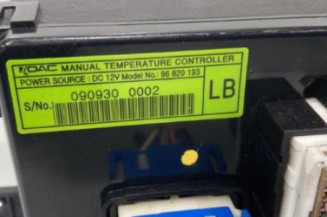 DAC MANUAL TEMPERATURE CONTROLLER
POWER SOURCE : DC 12V Model No.: 96 820 193
S/No.: 090930 0002
LB